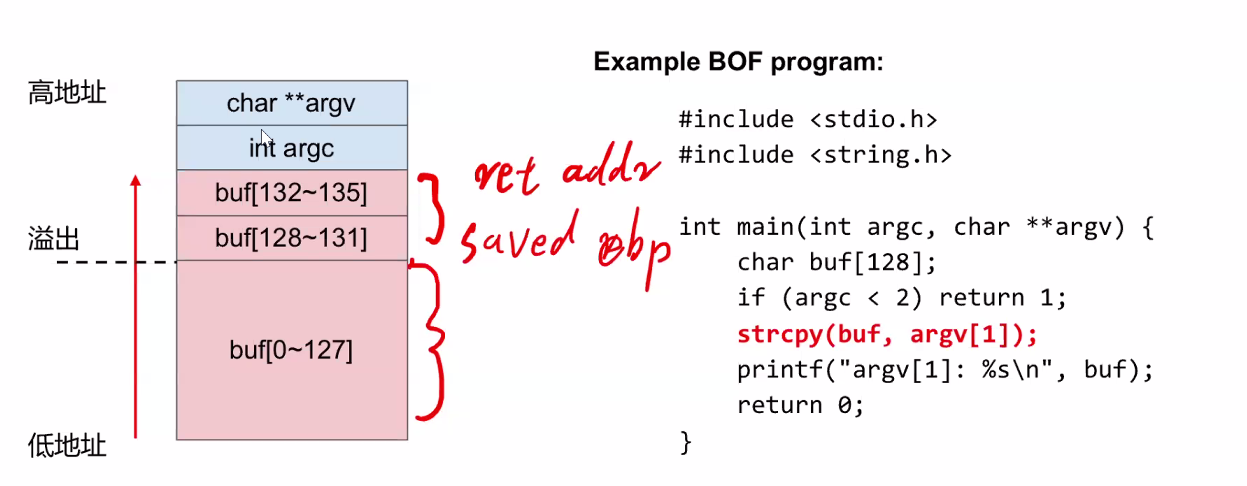 高地址
char **argv
int argc
buf[132~135]
buf[128~131]
溢出
buf[0~127]
低地址
ret addr
saved ebp
Example BOF program:
#include <stdio.h>
#include <string.h>
int main(int argc, char **argv) {
char buf[128];
if (argc < 2) return 1;
strcpy(buf, argv[1]);
printf("argv[1]: %s\n", buf);
return 0;
}